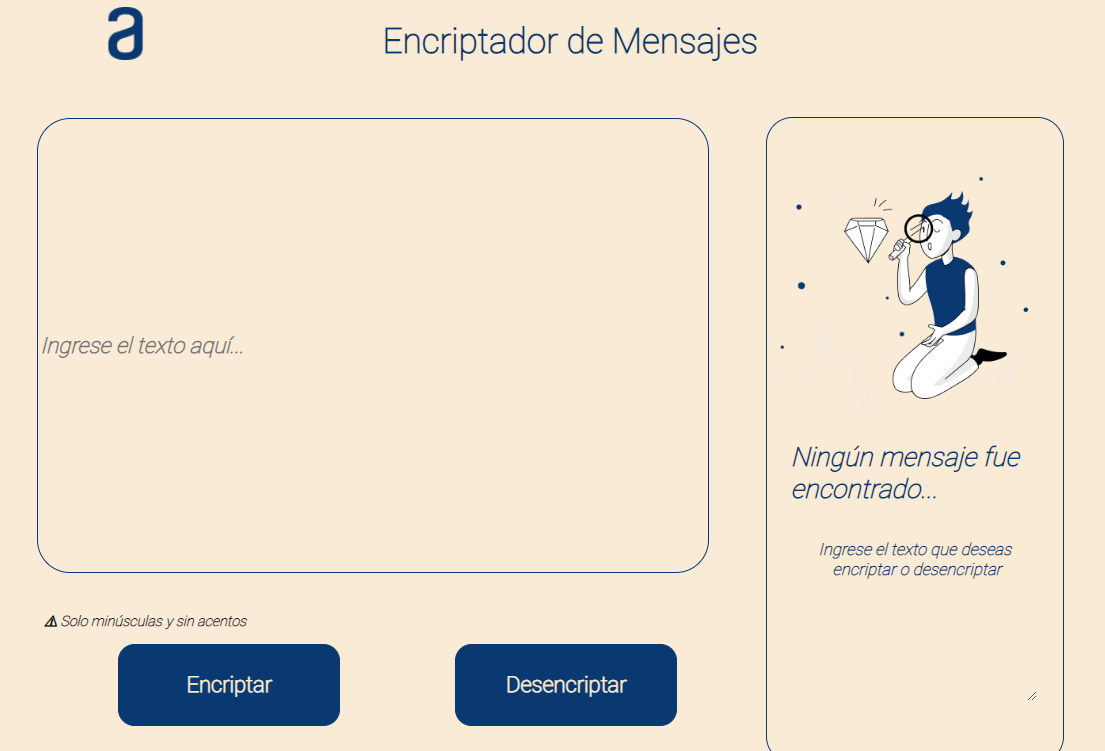 a
Encriptador de Mensajes
Ingrese el texto aquí...
Ningún mensaje fue
encontrado...
Ingrese el texto que deseas
encriptar o desencriptar
⚠ Solo minúsculas y sin acentos
Encriptar
Desencriptar